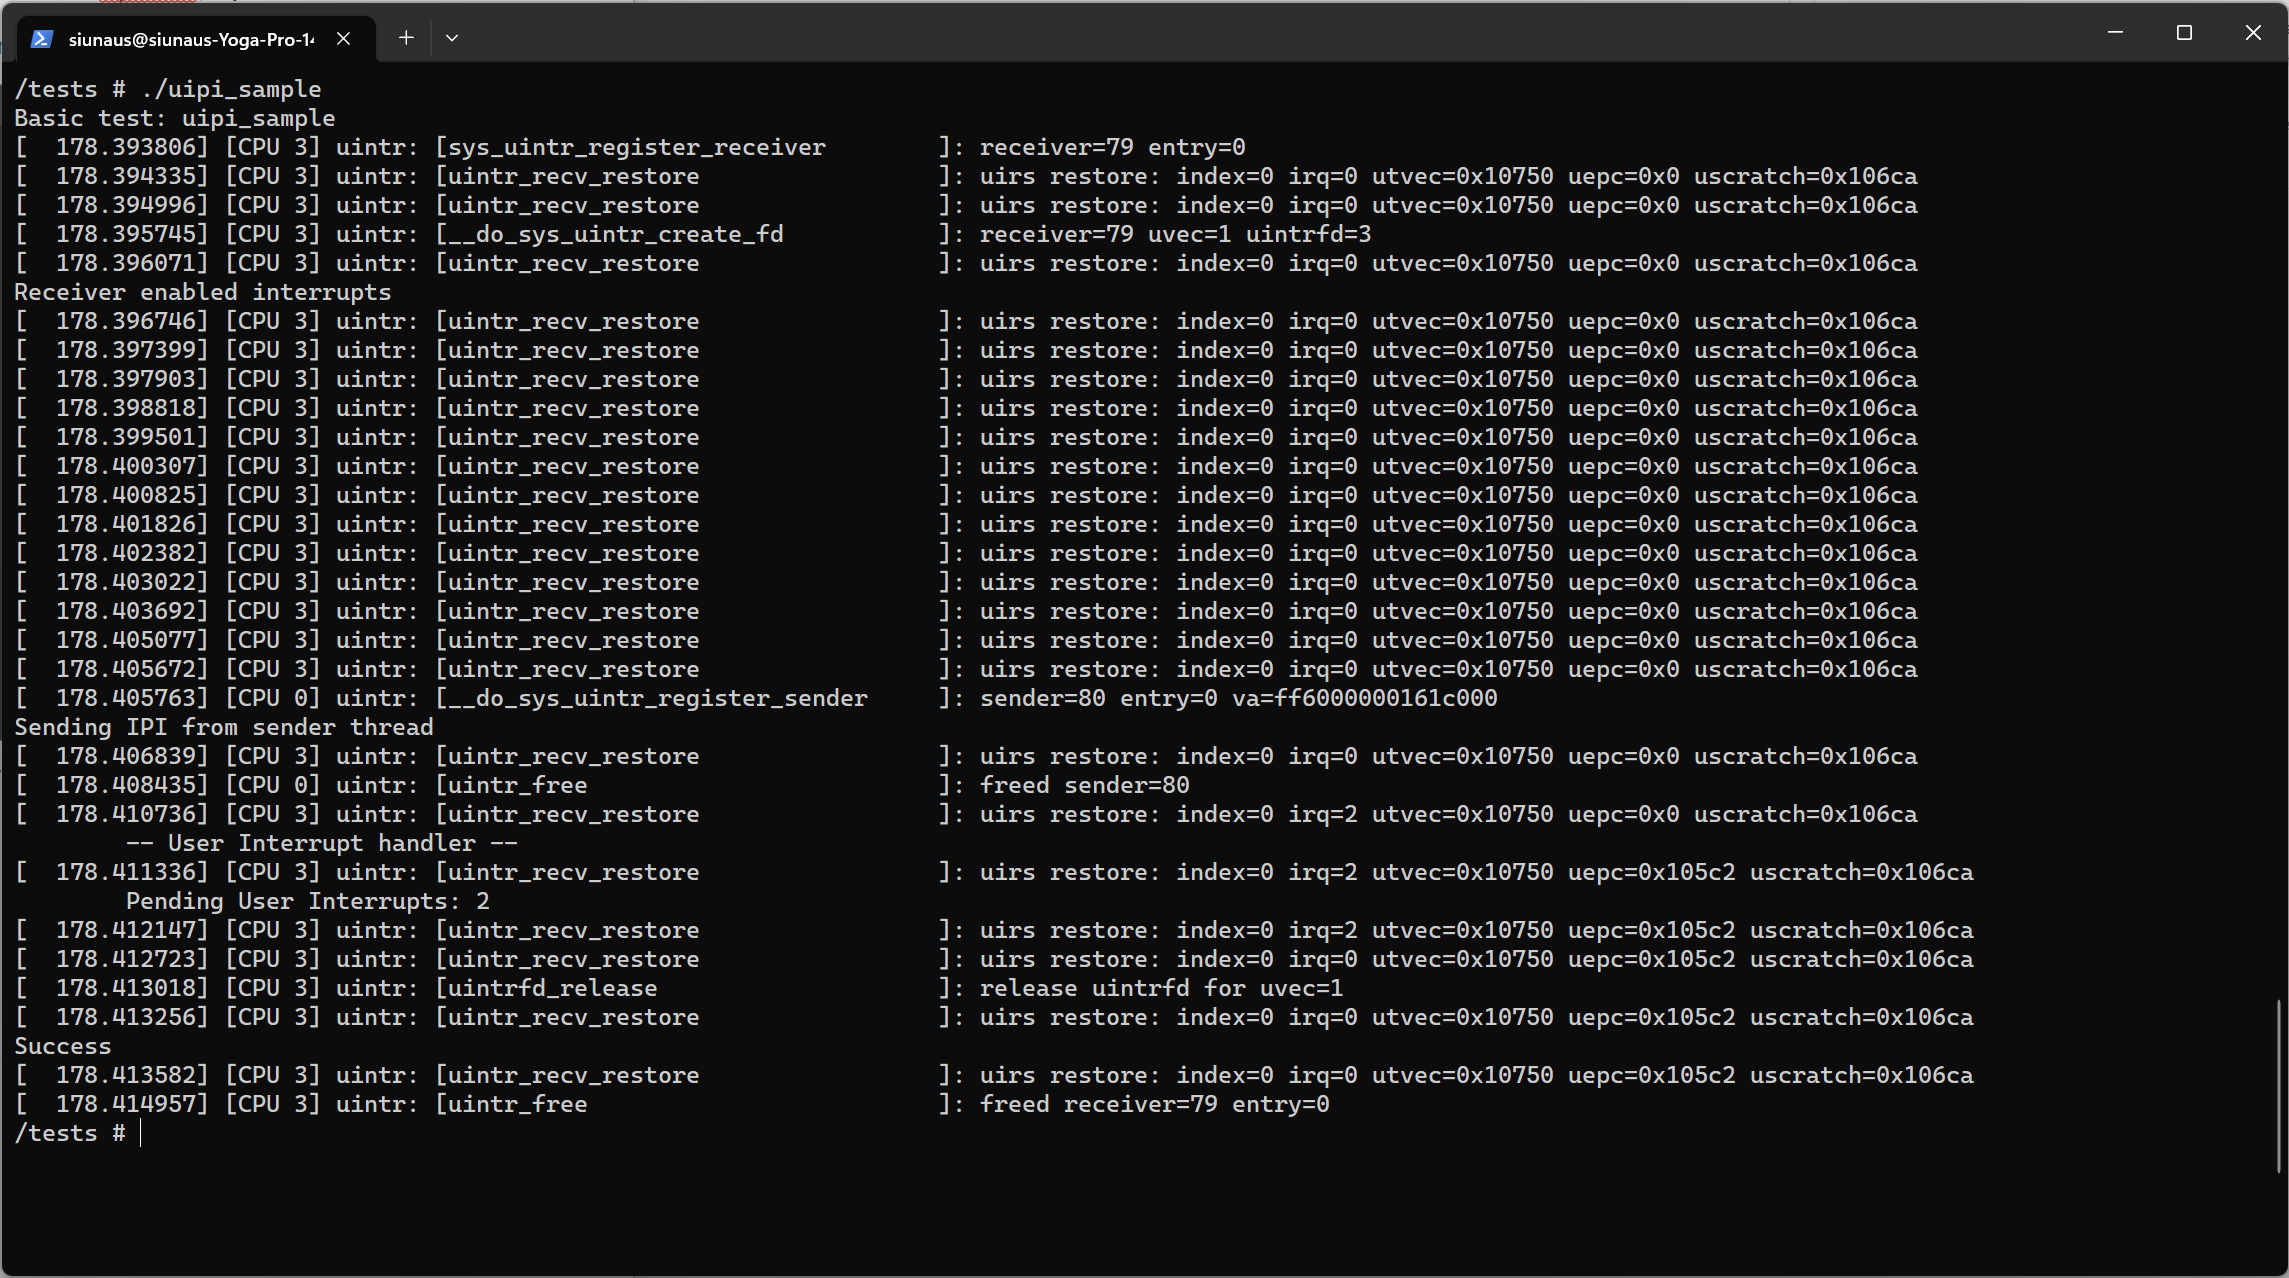 siunaus@siunaus-Yoga-Pro-14
/tests # ./uipi_sample
Basic test: uipi_sample
[  178.393806] [CPU 3] uintr: [sys_uintr_register_receiver        ]: receiver=79 entry=0
[  178.394335] [CPU 3] uintr: [uintr_recv_restore                 ]: uirs restore: index=0 irq=0 utvec=0x10750 uepc=0x0 uscratch=0x106ca
[  178.394996] [CPU 3] uintr: [uintr_recv_restore                 ]: uirs restore: index=0 irq=0 utvec=0x10750 uepc=0x0 uscratch=0x106ca
[  178.395745] [CPU 3] uintr: [__do_sys_uintr_create_fd           ]: receiver=79 uvec=1 uintrfd=3
[  178.396071] [CPU 3] uintr: [uintr_recv_restore                 ]: uirs restore: index=0 irq=0 utvec=0x10750 uepc=0x0 uscratch=0x106ca
Receiver enabled interrupts
[  178.396746] [CPU 3] uintr: [uintr_recv_restore                 ]: uirs restore: index=0 irq=0 utvec=0x10750 uepc=0x0 uscratch=0x106ca
[  178.397399] [CPU 3] uintr: [uintr_recv_restore                 ]: uirs restore: index=0 irq=0 utvec=0x10750 uepc=0x0 uscratch=0x106ca
[  178.397903] [CPU 3] uintr: [uintr_recv_restore                 ]: uirs restore: index=0 irq=0 utvec=0x10750 uepc=0x0 uscratch=0x106ca
[  178.398818] [CPU 3] uintr: [uintr_recv_restore                 ]: uirs restore: index=0 irq=0 utvec=0x10750 uepc=0x0 uscratch=0x106ca
[  178.399501] [CPU 3] uintr: [uintr_recv_restore                 ]: uirs restore: index=0 irq=0 utvec=0x10750 uepc=0x0 uscratch=0x106ca
[  178.400307] [CPU 3] uintr: [uintr_recv_restore                 ]: uirs restore: index=0 irq=0 utvec=0x10750 uepc=0x0 uscratch=0x106ca
[  178.400825] [CPU 3] uintr: [uintr_recv_restore                 ]: uirs restore: index=0 irq=0 utvec=0x10750 uepc=0x0 uscratch=0x106ca
[  178.401826] [CPU 3] uintr: [uintr_recv_restore                 ]: uirs restore: index=0 irq=0 utvec=0x10750 uepc=0x0 uscratch=0x106ca
[  178.402382] [CPU 3] uintr: [uintr_recv_restore                 ]: uirs restore: index=0 irq=0 utvec=0x10750 uepc=0x0 uscratch=0x106ca
[  178.403022] [CPU 3] uintr: [uintr_recv_restore                 ]: uirs restore: index=0 irq=0 utvec=0x10750 uepc=0x0 uscratch=0x106ca
[  178.403692] [CPU 3] uintr: [uintr_recv_restore                 ]: uirs restore: index=0 irq=0 utvec=0x10750 uepc=0x0 uscratch=0x106ca
[  178.405077] [CPU 3] uintr: [uintr_recv_restore                 ]: uirs restore: index=0 irq=0 utvec=0x10750 uepc=0x0 uscratch=0x106ca
[  178.405672] [CPU 3] uintr: [uintr_recv_restore                 ]: uirs restore: index=0 irq=0 utvec=0x10750 uepc=0x0 uscratch=0x106ca
[  178.405763] [CPU 0] uintr: [__do_sys_uintr_register_sender     ]: sender=80 entry=0 va=ff6000000161c000
Sending IPI from sender thread
[  178.406839] [CPU 3] uintr: [uintr_recv_restore                 ]: uirs restore: index=0 irq=0 utvec=0x10750 uepc=0x0 uscratch=0x106ca
[  178.408435] [CPU 0] uintr: [uintr_free                         ]: freed sender=80
[  178.410736] [CPU 3] uintr: [uintr_recv_restore                 ]: uirs restore: index=0 irq=2 utvec=0x10750 uepc=0x0 uscratch=0x106ca
        -- User Interrupt handler --
[  178.411336] [CPU 3] uintr: [uintr_recv_restore                 ]: uirs restore: index=0 irq=2 utvec=0x10750 uepc=0x105c2 uscratch=0x106ca
        Pending User Interrupts: 2
[  178.412147] [CPU 3] uintr: [uintr_recv_restore                 ]: uirs restore: index=0 irq=2 utvec=0x10750 uepc=0x105c2 uscratch=0x106ca
[  178.412723] [CPU 3] uintr: [uintr_recv_restore                 ]: uirs restore: index=0 irq=0 utvec=0x10750 uepc=0x105c2 uscratch=0x106ca
[  178.413018] [CPU 3] uintr: [uintrfd_release                    ]: release uintrfd for uvec=1
[  178.413256] [CPU 3] uintr: [uintr_recv_restore                 ]: uirs restore: index=0 irq=0 utvec=0x10750 uepc=0x105c2 uscratch=0x106ca
Success
[  178.413582] [CPU 3] uintr: [uintr_recv_restore                 ]: uirs restore: index=0 irq=0 utvec=0x10750 uepc=0x105c2 uscratch=0x106ca
[  178.414957] [CPU 3] uintr: [uintr_free                         ]: freed receiver=79 entry=0
/tests #